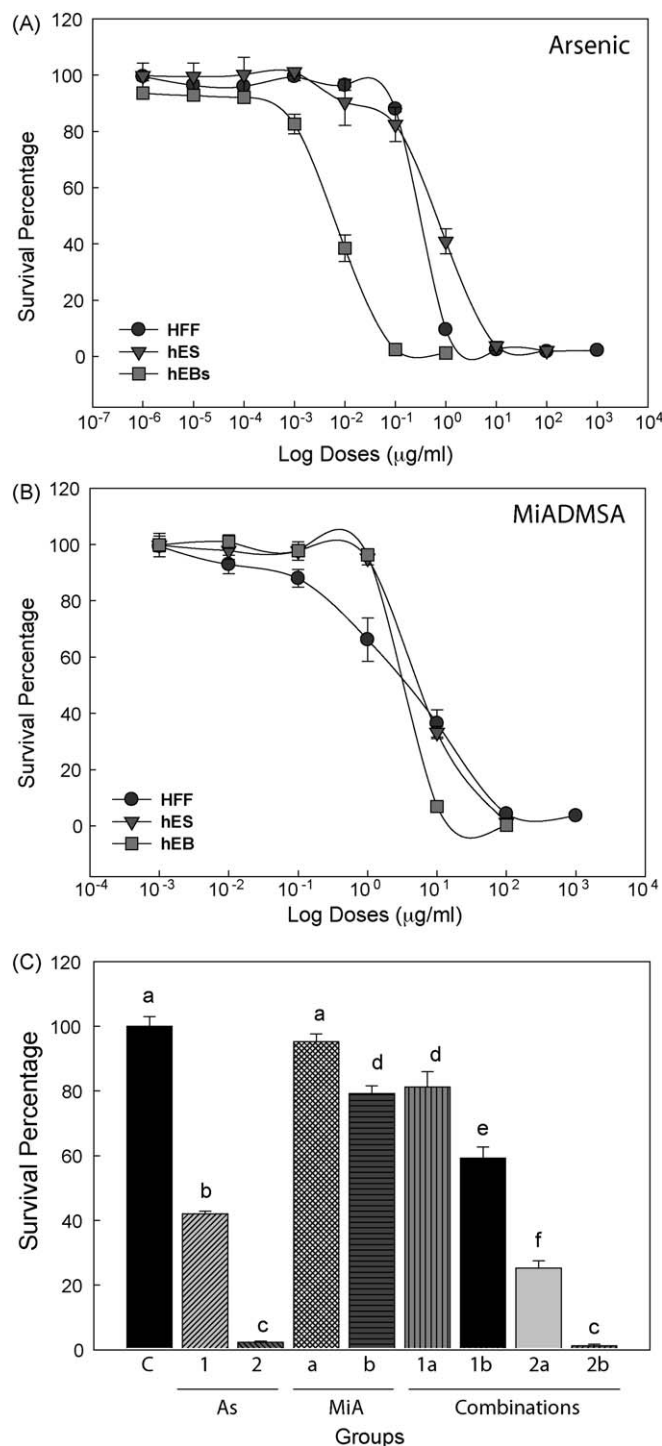 (A)
Arsenic
120
100
80
60
40
20
0
Survival Percentage
HFF
hES
hEBs
10⁻⁷ 10⁻⁶ 10⁻⁵ 10⁻⁴ 10⁻³ 10⁻² 10⁻¹ 10⁰ 10¹ 10² 10³ 10⁴
Log Doses (μg/ml)
(B)
MiADMSA
120
100
80
60
40
20
0
Survival Percentage
HFF
hES
hEB
10⁻⁴ 10⁻³ 10⁻² 10⁻¹ 10⁰ 10¹ 10² 10³ 10⁴
Log Doses (μg/ml)
(C)
120
100
80
60
40
20
0
Survival Percentage
a b c a d d e f c
C 1 2 a b 1a 1b 2a 2b
As MiA Combinations
Groups